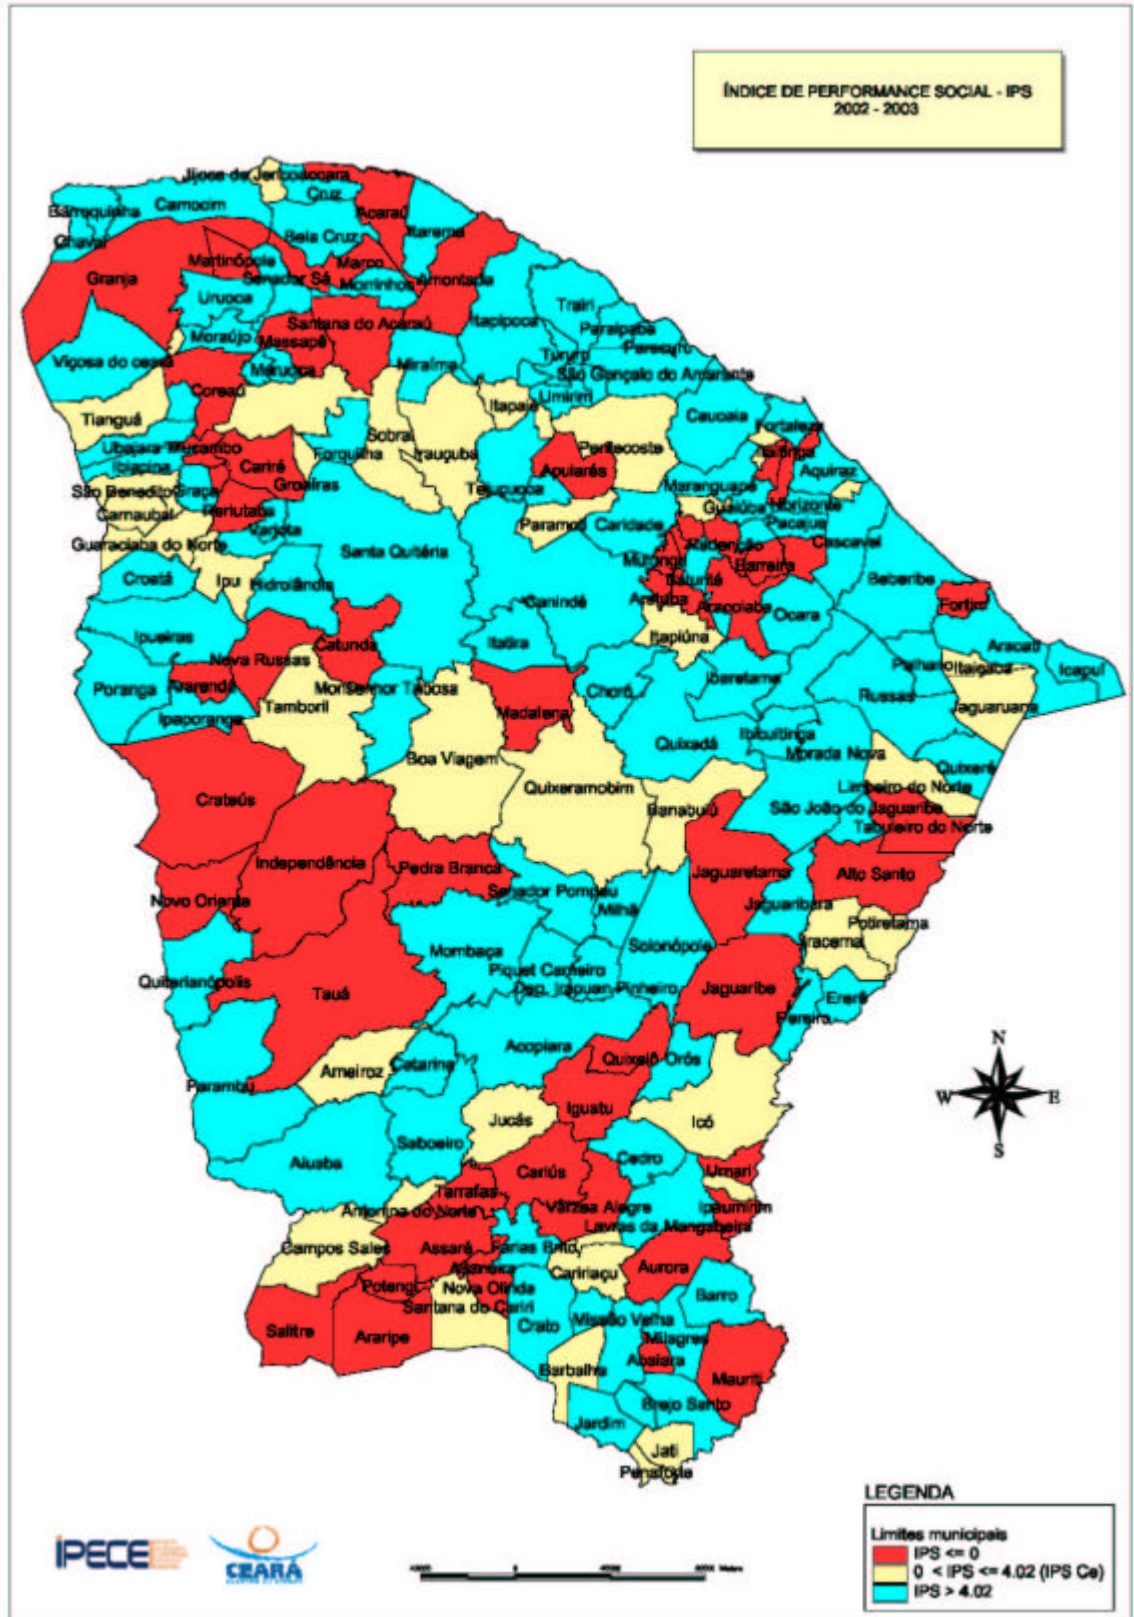 ÍNDICE DE PERFORMANCE SOCIAL - IPS
2002 - 2003
Jijoca de Jericoacoara
Cruz
Barroquinha
Camocim
Acaraú
Chaval
Bela Cruz
Itarema
Martinópole
Marco
Granja
Senador Sá
Morrinhos
Amontada
Uruoca
Trairi
Santana do Acaraú
Itapipoca
Paraipaba
Moraújo
Massapê
Paracuru
Viçosa do ceará
Meruoca
Miraíma
Tururu
São Gonçalo do Amarante
Coreaú
Umirim
Itapajé
Caucaia
Tianguá
Fortaleza
Sobral
Ubajara
Mucambo
Forquilha
Irauçuba
Pentecoste
Itaitinga
Ibiapina
Cariré
Apuiarés
Aquiraz
São Benedito
Graça
Groaíras
Tejuçuoca
Maranguape
Reriutaba
Guaiúba
Horizonte
Carnaubal
Varjota
Paramoti
Caridade
Pacajus
Guaraciaba do Norte
Santa Quitéria
Redenção
Cascavel
Mulungu
Barreira
Croatá
Ipu
Hidrolândia
Baturité
Beberibe
Canindé
Aratuba
Aracoiaba
Ocara
Fortim
Ipueiras
Catunda
Itatira
Itapiúna
Aracati
Nova Russas
Palhano
Itaiçaba
Icapuí
Poranga
Ararendá
Monsenhor Tabosa
Choró
Ibaretama
Russas
Tamboril
Madalena
Jaguaruana
Ipaporanga
Ibicuitinga
Quixadá
Morada Nova
Boa Viagem
Quixeré
Quixeramobim
Limoeiro do Norte
Crateús
Banabuiú
São João do Jaguaribe
Tabuleiro do Norte
Independência
Pedra Branca
Jaguaretama
Alto Santo
Senador Pompeu
Novo Oriente
Milhã
Jaguaribara
Potiretama
Solonópole
Iracema
Mombaça
Piquet Carneiro
Quiterianópolis
Dep. Irapuan Pinheiro
Jaguaribe
Tauá
Ererê
Pereiro
Acopiara
Quixelô
Orós
Catarina
Arneiroz
Parambu
Iguatu
Jucás
Icó
Saboeiro
Aiuaba
Cedro
Cariús
Umari
Tarrafas
Várzea Alegre
Ipaumirim
Antonina do Norte
Lavras da Mangabeira
Campos Sales
Assaré
Farias Brito
Altaneira
Caririaçu
Aurora
Potengi
Nova Olinda
Barro
Santana do Cariri
Crato
Missão Velha
Salitre
Araripe
Milagres
Abaiara
Barbalha
Mauriti
Brejo Santo
Jardim
Jati
Penaforte
N
W
E
S
LEGENDA
Limites municipais
IPS <= 0
0 < IPS <= 4.02 (IPS Ce)
IPS > 4.02
IPECE
CEARÁ
0